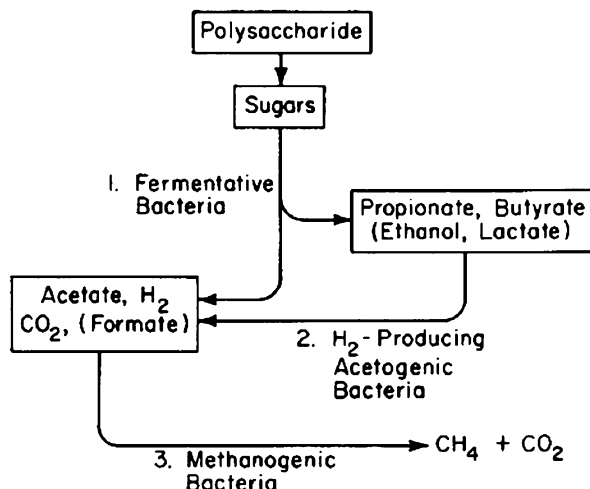 Polysaccharide
Sugars
1. Fermentative
Bacteria
Propionate, Butyrate
(Ethanol, Lactate)
Acetate, H₂
CO₂, (Formate)
2. H₂-Producing
Acetogenic
Bacteria
CH₄ + CO₂
3. Methanogenic
Bacteria